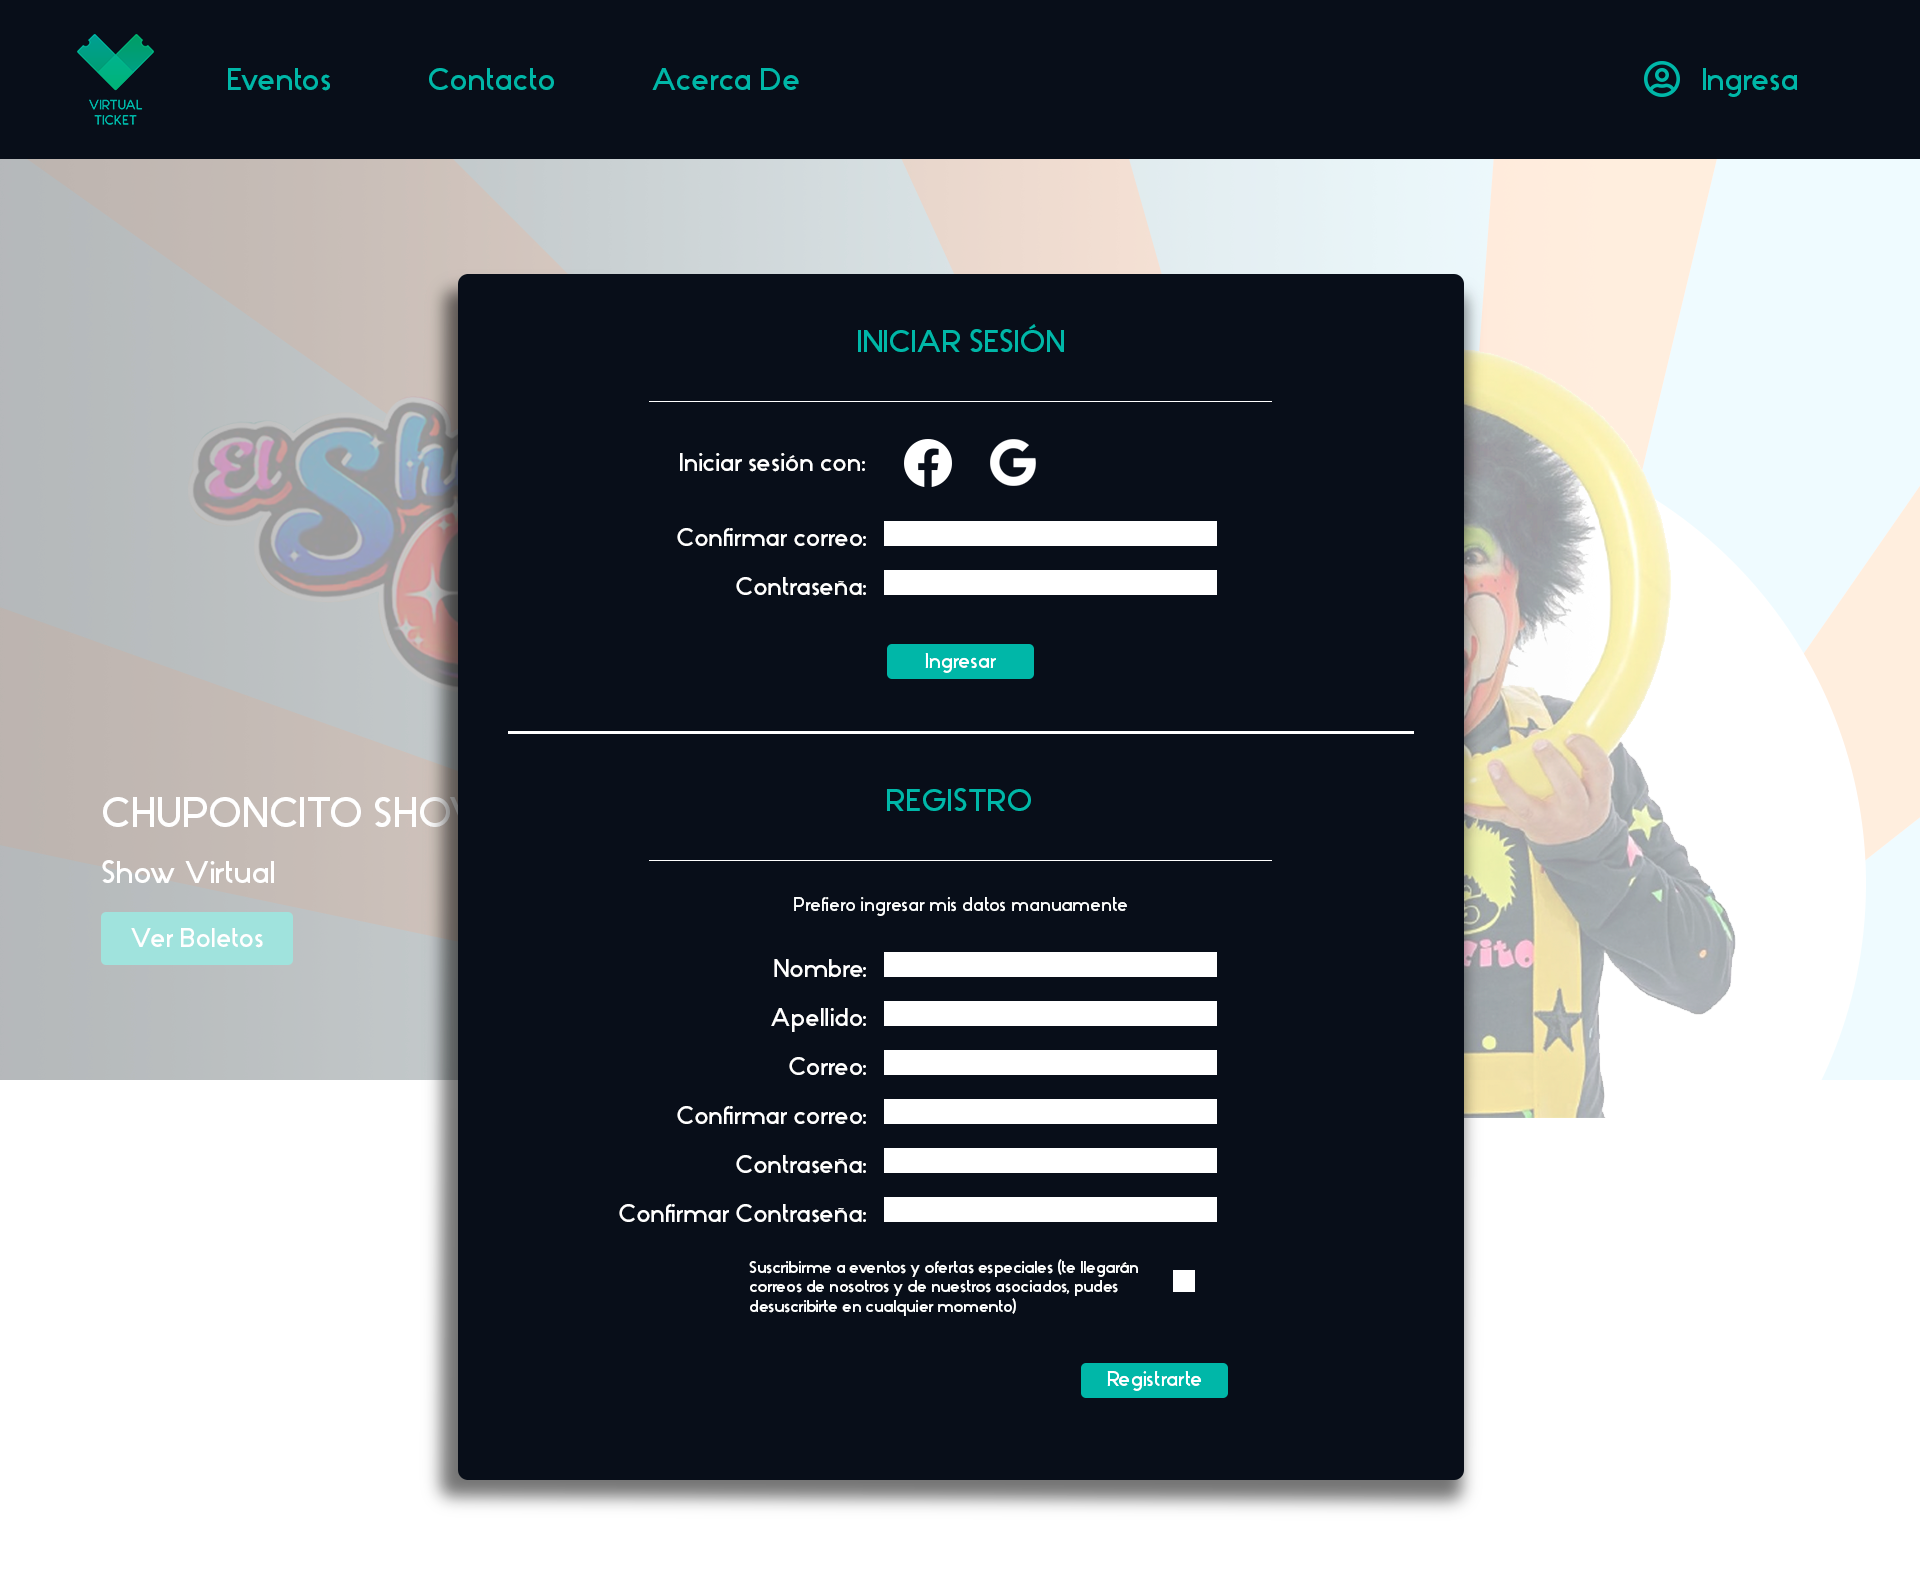 VIRTUAL
TICKET
Eventos
Contacto
Acerca De
Ingresa
El Sh
INICIAR SESIÓN
Iniciar sesión con:
Confirmar correo:
Contraseña:
Ingresar
CHUPONCITO SHOW
Show Virtual
Ver Boletos
REGISTRO
Prefiero ingresar mis datos manuamente
Nombre:
Apellido:
Correo:
Confirmar correo:
Contraseña:
Confirmar Contraseña:
Suscribirme a eventos y ofertas especiales (te llegarán
correos de nosotros y de nuestros asociados, pudes
desuscribirte en cualquier momento)
Registrarte